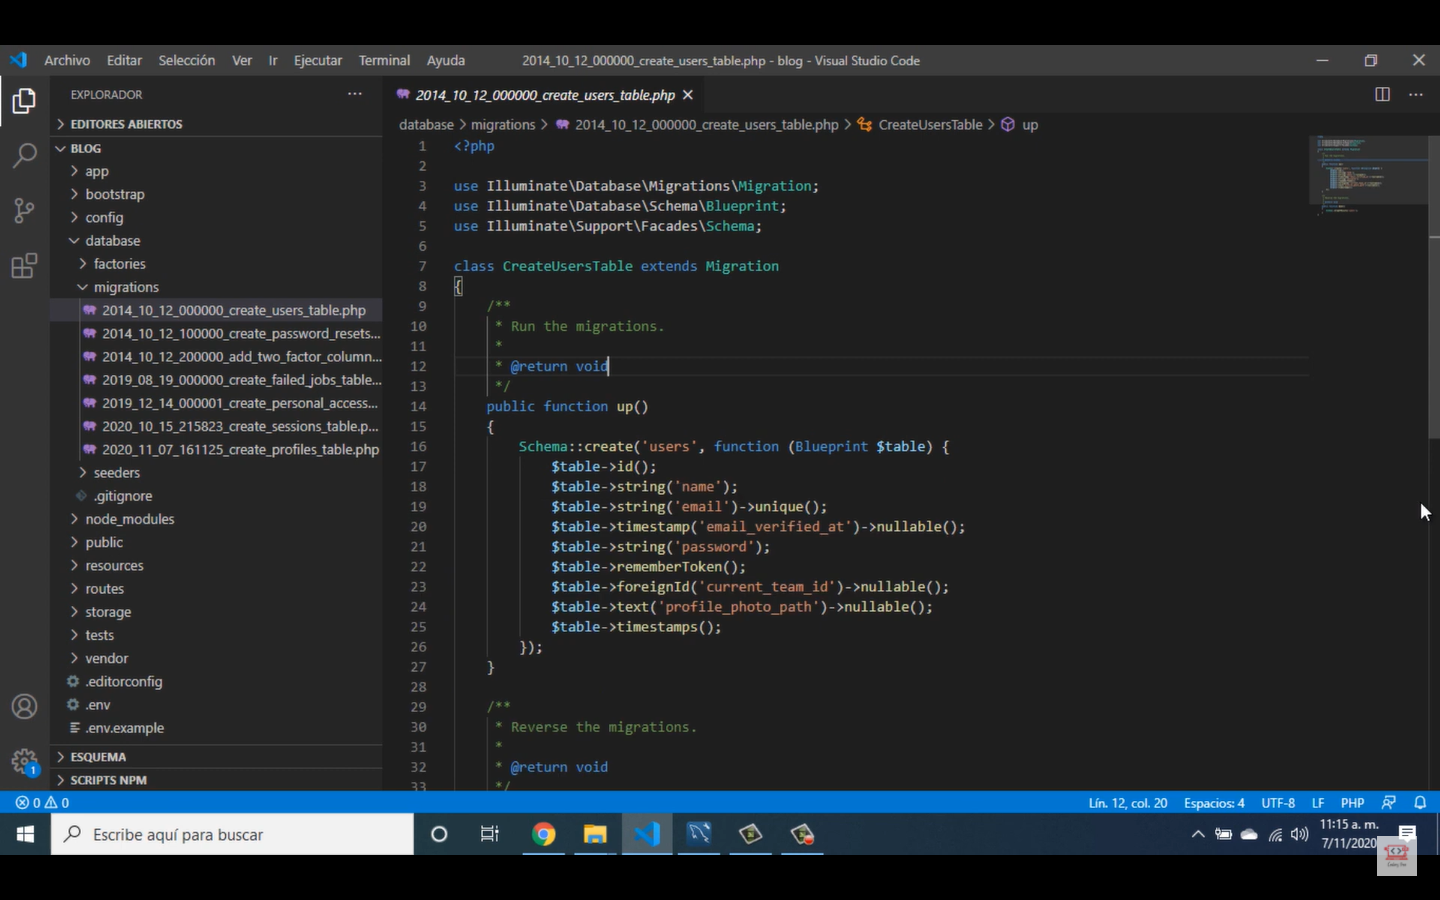 Archivo Editar Selección Ver Ir Ejecutar Terminal Ayuda 2014_10_12_000000_create_users_table.php - blog - Visual Studio Code
EXPLORADOR
EDITORES ABIERTOS
BLOG
app
bootstrap
config
database
factories
migrations
2014_10_12_000000_create_users_table.php
2014_10_12_100000_create_password_resets...
2014_10_12_200000_add_two_factor_column...
2019_08_19_000000_create_failed_jobs_table...
2019_12_14_000001_create_personal_access...
2020_10_15_215823_create_sessions_table.p...
2020_11_07_161125_create_profiles_table.php
seeders
.gitignore
node_modules
public
resources
routes
storage
tests
vendor
.editorconfig
.env
.env.example
ESQUEMA
SCRIPTS NPM
2014_10_12_000000_create_users_table.php
database > migrations > 2014_10_12_000000_create_users_table.php > CreateUsersTable > up
1 <?php
2
3 use Illuminate\Database\Migrations\Migration;
4 use Illuminate\Database\Schema\Blueprint;
5 use Illuminate\Support\Facades\Schema;
6
7 class CreateUsersTable extends Migration
8 {
9 /**
10 * Run the migrations.
11 *
12 * @return void
13 */
14 public function up()
15 {
16 Schema::create('users', function (Blueprint $table) {
17 $table->id();
18 $table->string('name');
19 $table->string('email')->unique();
20 $table->timestamp('email_verified_at')->nullable();
21 $table->string('password');
22 $table->rememberToken();
23 $table->foreignId('current_team_id')->nullable();
24 $table->text('profile_photo_path')->nullable();
25 $table->timestamps();
26 });
27 }
28
29 /**
30 * Reverse the migrations.
31 *
32 * @return void
33 */
1
0 0 Lín. 12, col. 20 Espacios: 4 UTF-8 LF PHP
Escribe aquí para buscar
11:15 a. m.
7/11/2020